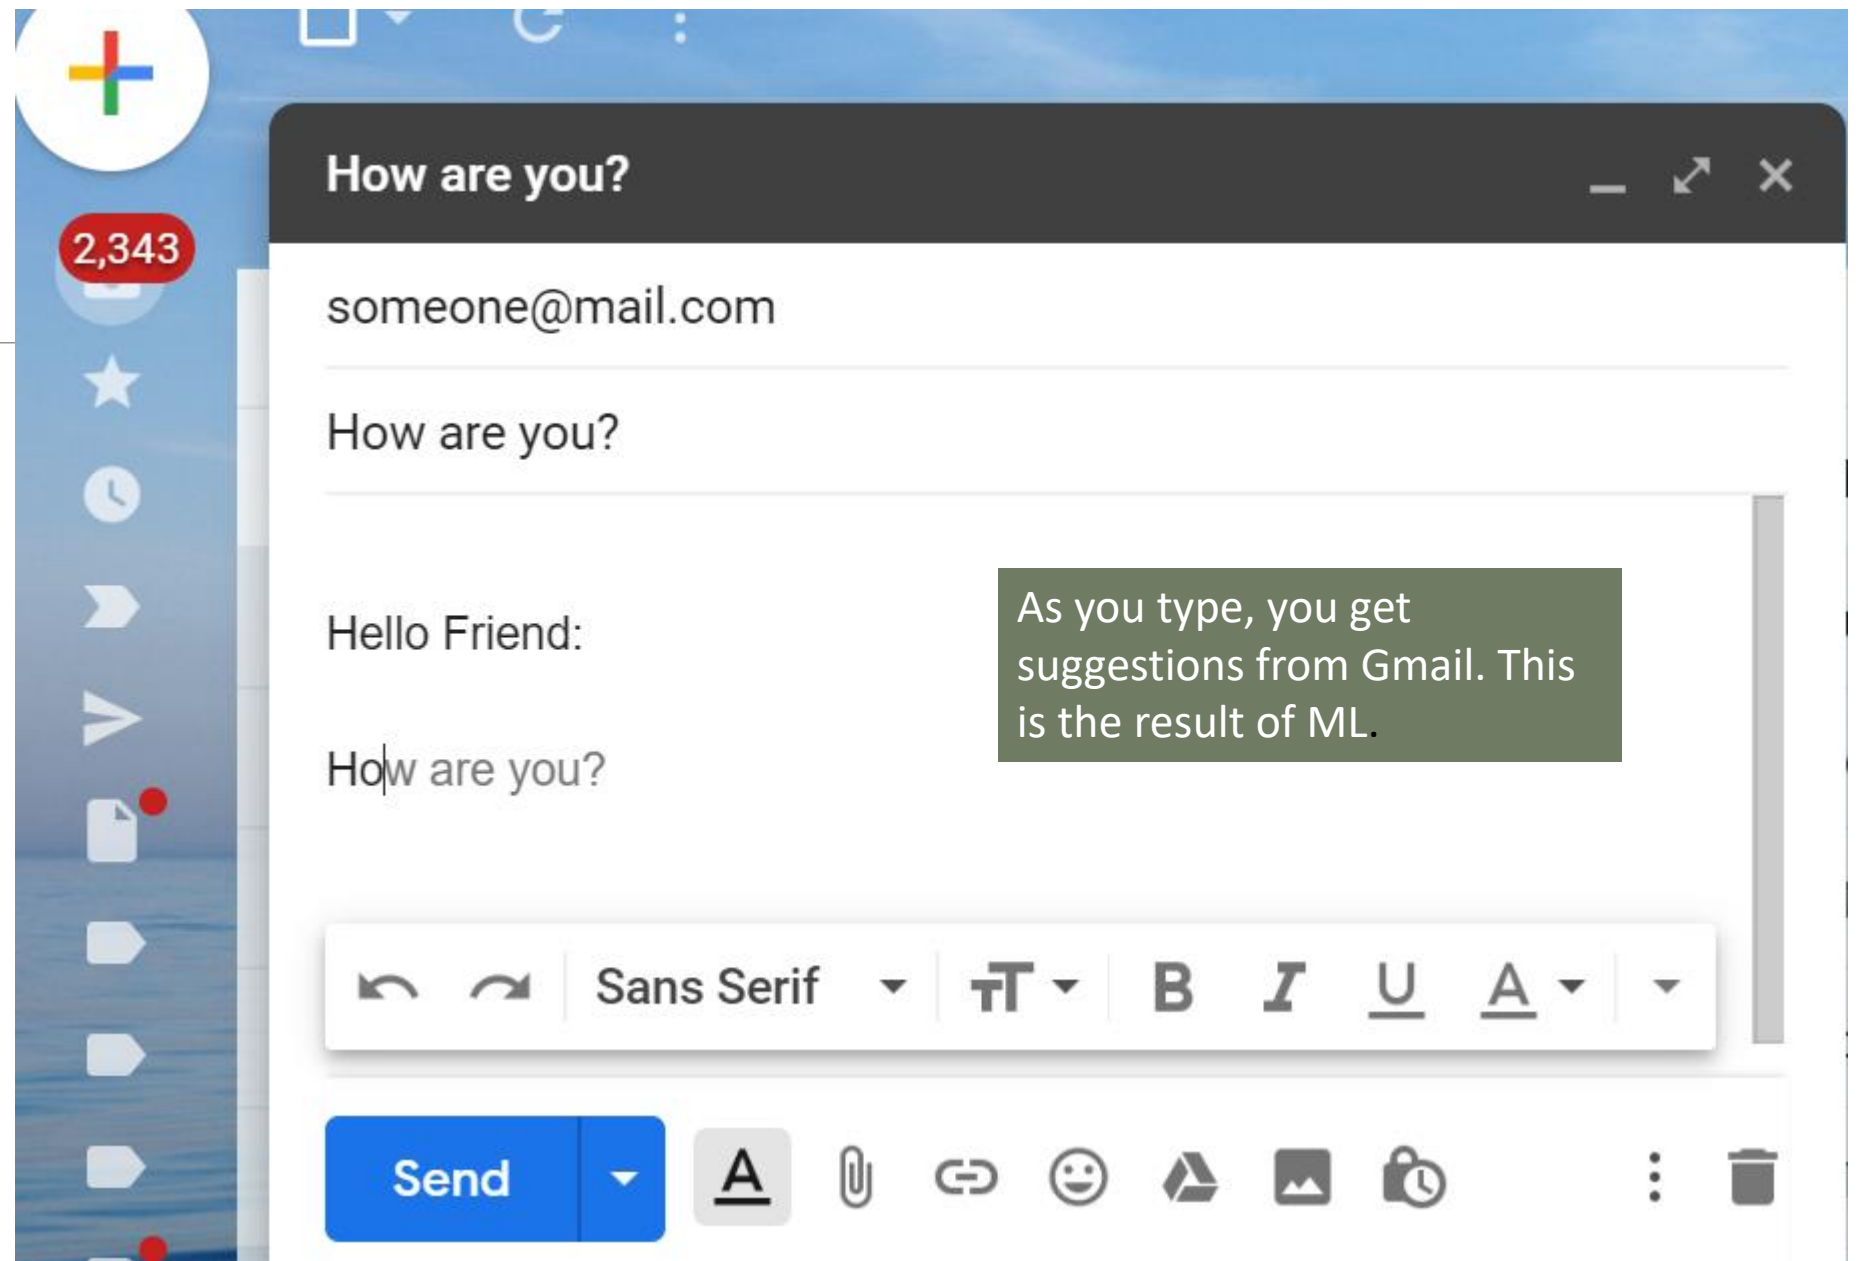 How are you?
2,343
someone@mail.com
How are you?
Hello Friend:
As you type, you get
suggestions from Gmail. This
is the result of ML.
How are you?
Sans Serif
B I U A
Send A